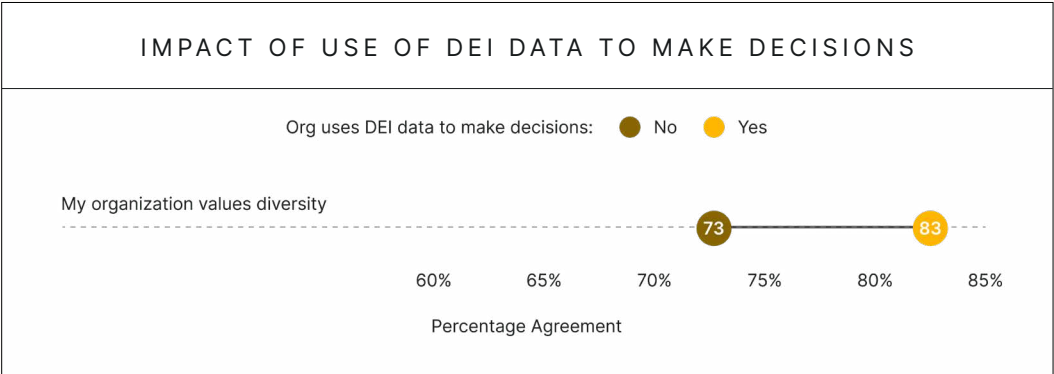 IMPACT OF USE OF DEI DATA TO MAKE DECISIONS
Org uses DEI data to make decisions: No Yes
My organization values diversity
73 83
60% 65% 70% 75% 80% 85%
Percentage Agreement